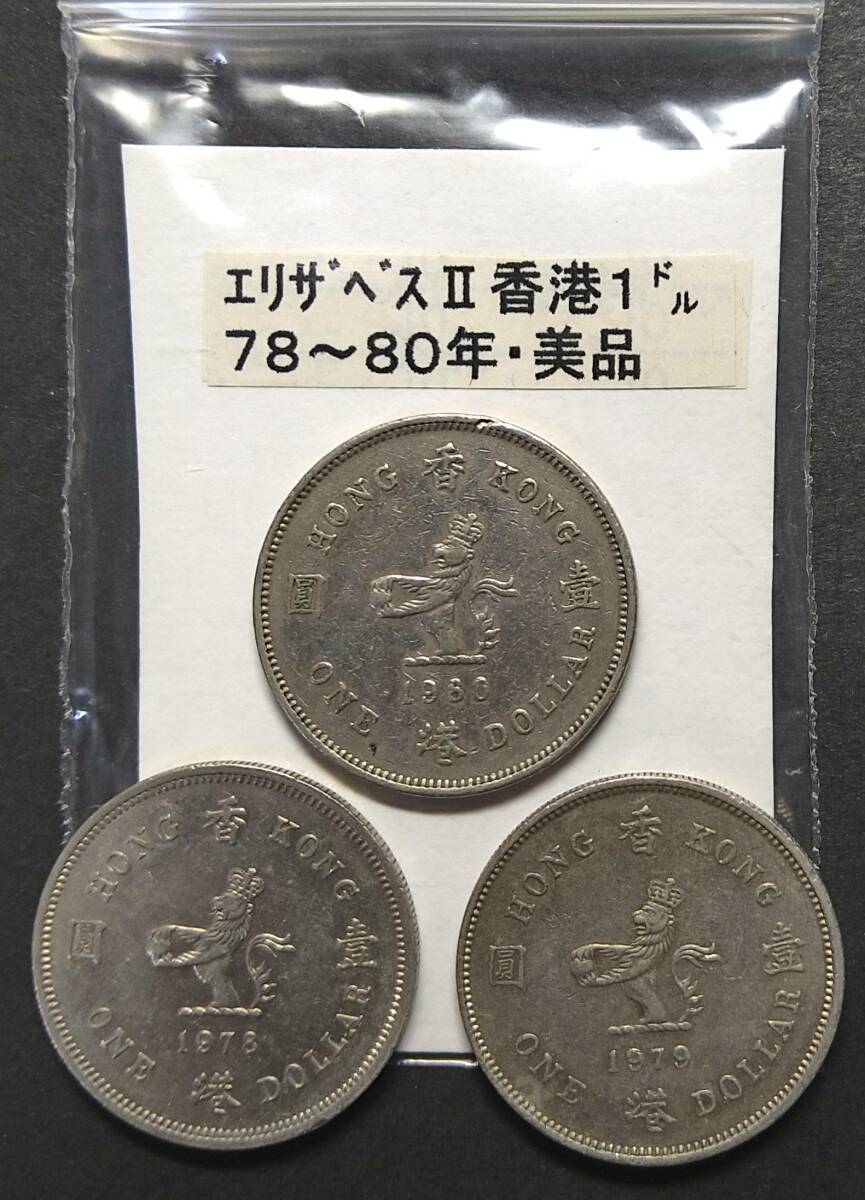 ｴﾘｻﾞﾍﾞｽⅡ香港1㌦
78～80年・美品
HONG 香 KONG
圓 壹
1980
ONE 港 DOLLAR
HONG 香 KONG
圓 壹
1978
ONE 港 DOLLAR
HONG 香 KONG
圓 壹
1979
ONE 港 DOLLAR